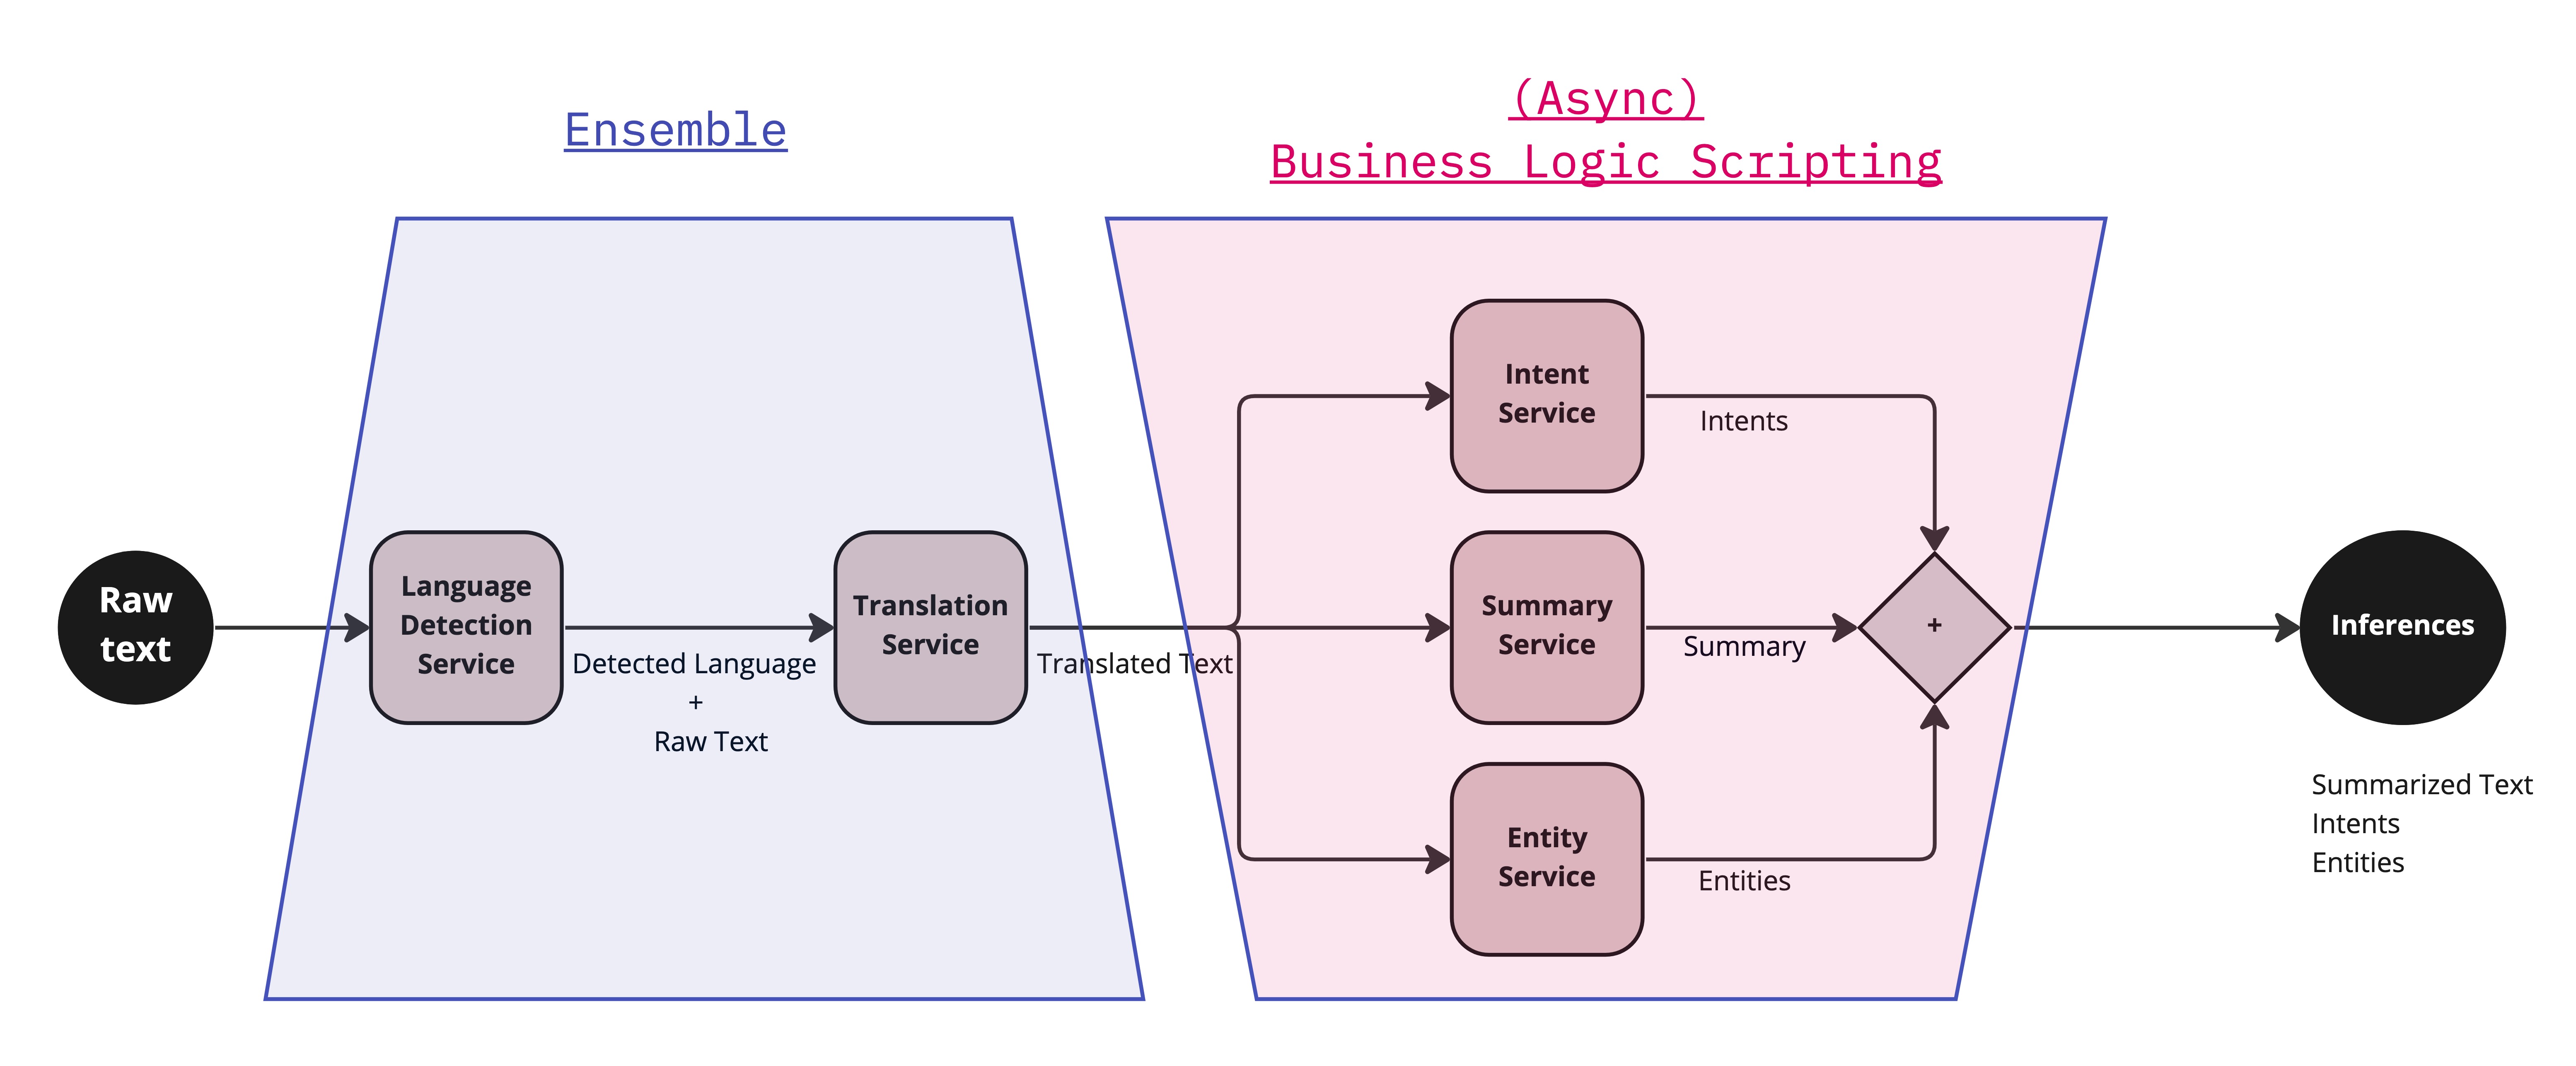 Ensemble
(Async)
Business Logic Scripting
Raw
text
Language
Detection
Service
Detected Language
+
Raw Text
Translation
Service
Translated Text
Intent
Service
Intents
Summary
Service
Summary
Entity
Service
Entities
+
Inferences
Summarized Text
Intents
Entities